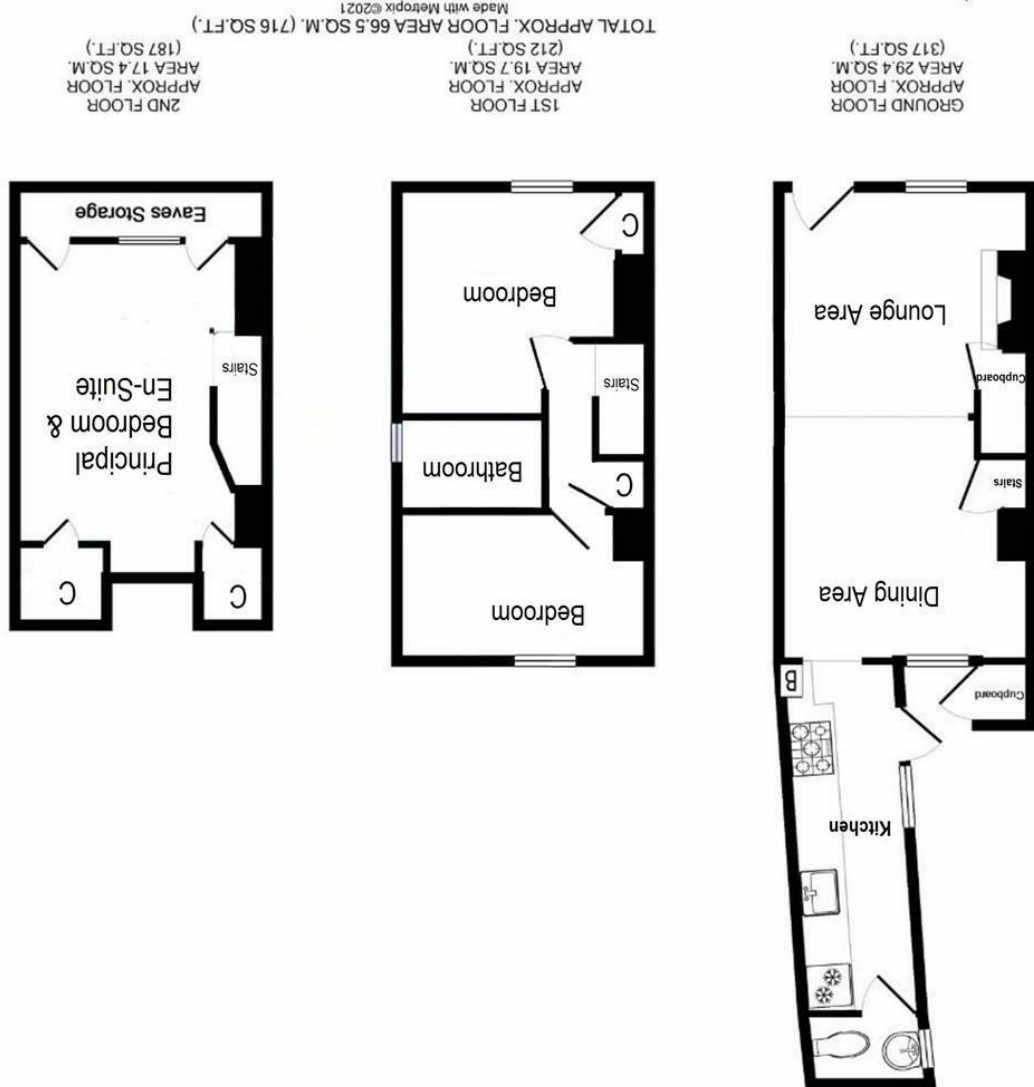 Kitchen
B
Cupboard
Dining Area
Stairs
Cupboard
Lounge Area
GROUND FLOOR
APPROX. FLOOR
AREA 29.4 SQ.M.
(317 SQ.FT.)
Bedroom
C
Bathroom
Stairs
Bedroom
C
1ST FLOOR
APPROX. FLOOR
AREA 19.7 SQ.M.
(212 SQ.FT.)
C
C
Principal
Bedroom &
En-Suite
Stairs
Eaves Storage
2ND FLOOR
APPROX. FLOOR
AREA 17.4 SQ.M.
(187 SQ.FT.)
TOTAL APPROX. FLOOR AREA 66.5 SQ.M. (716 SQ.FT.)
Made with Metropix ©2021